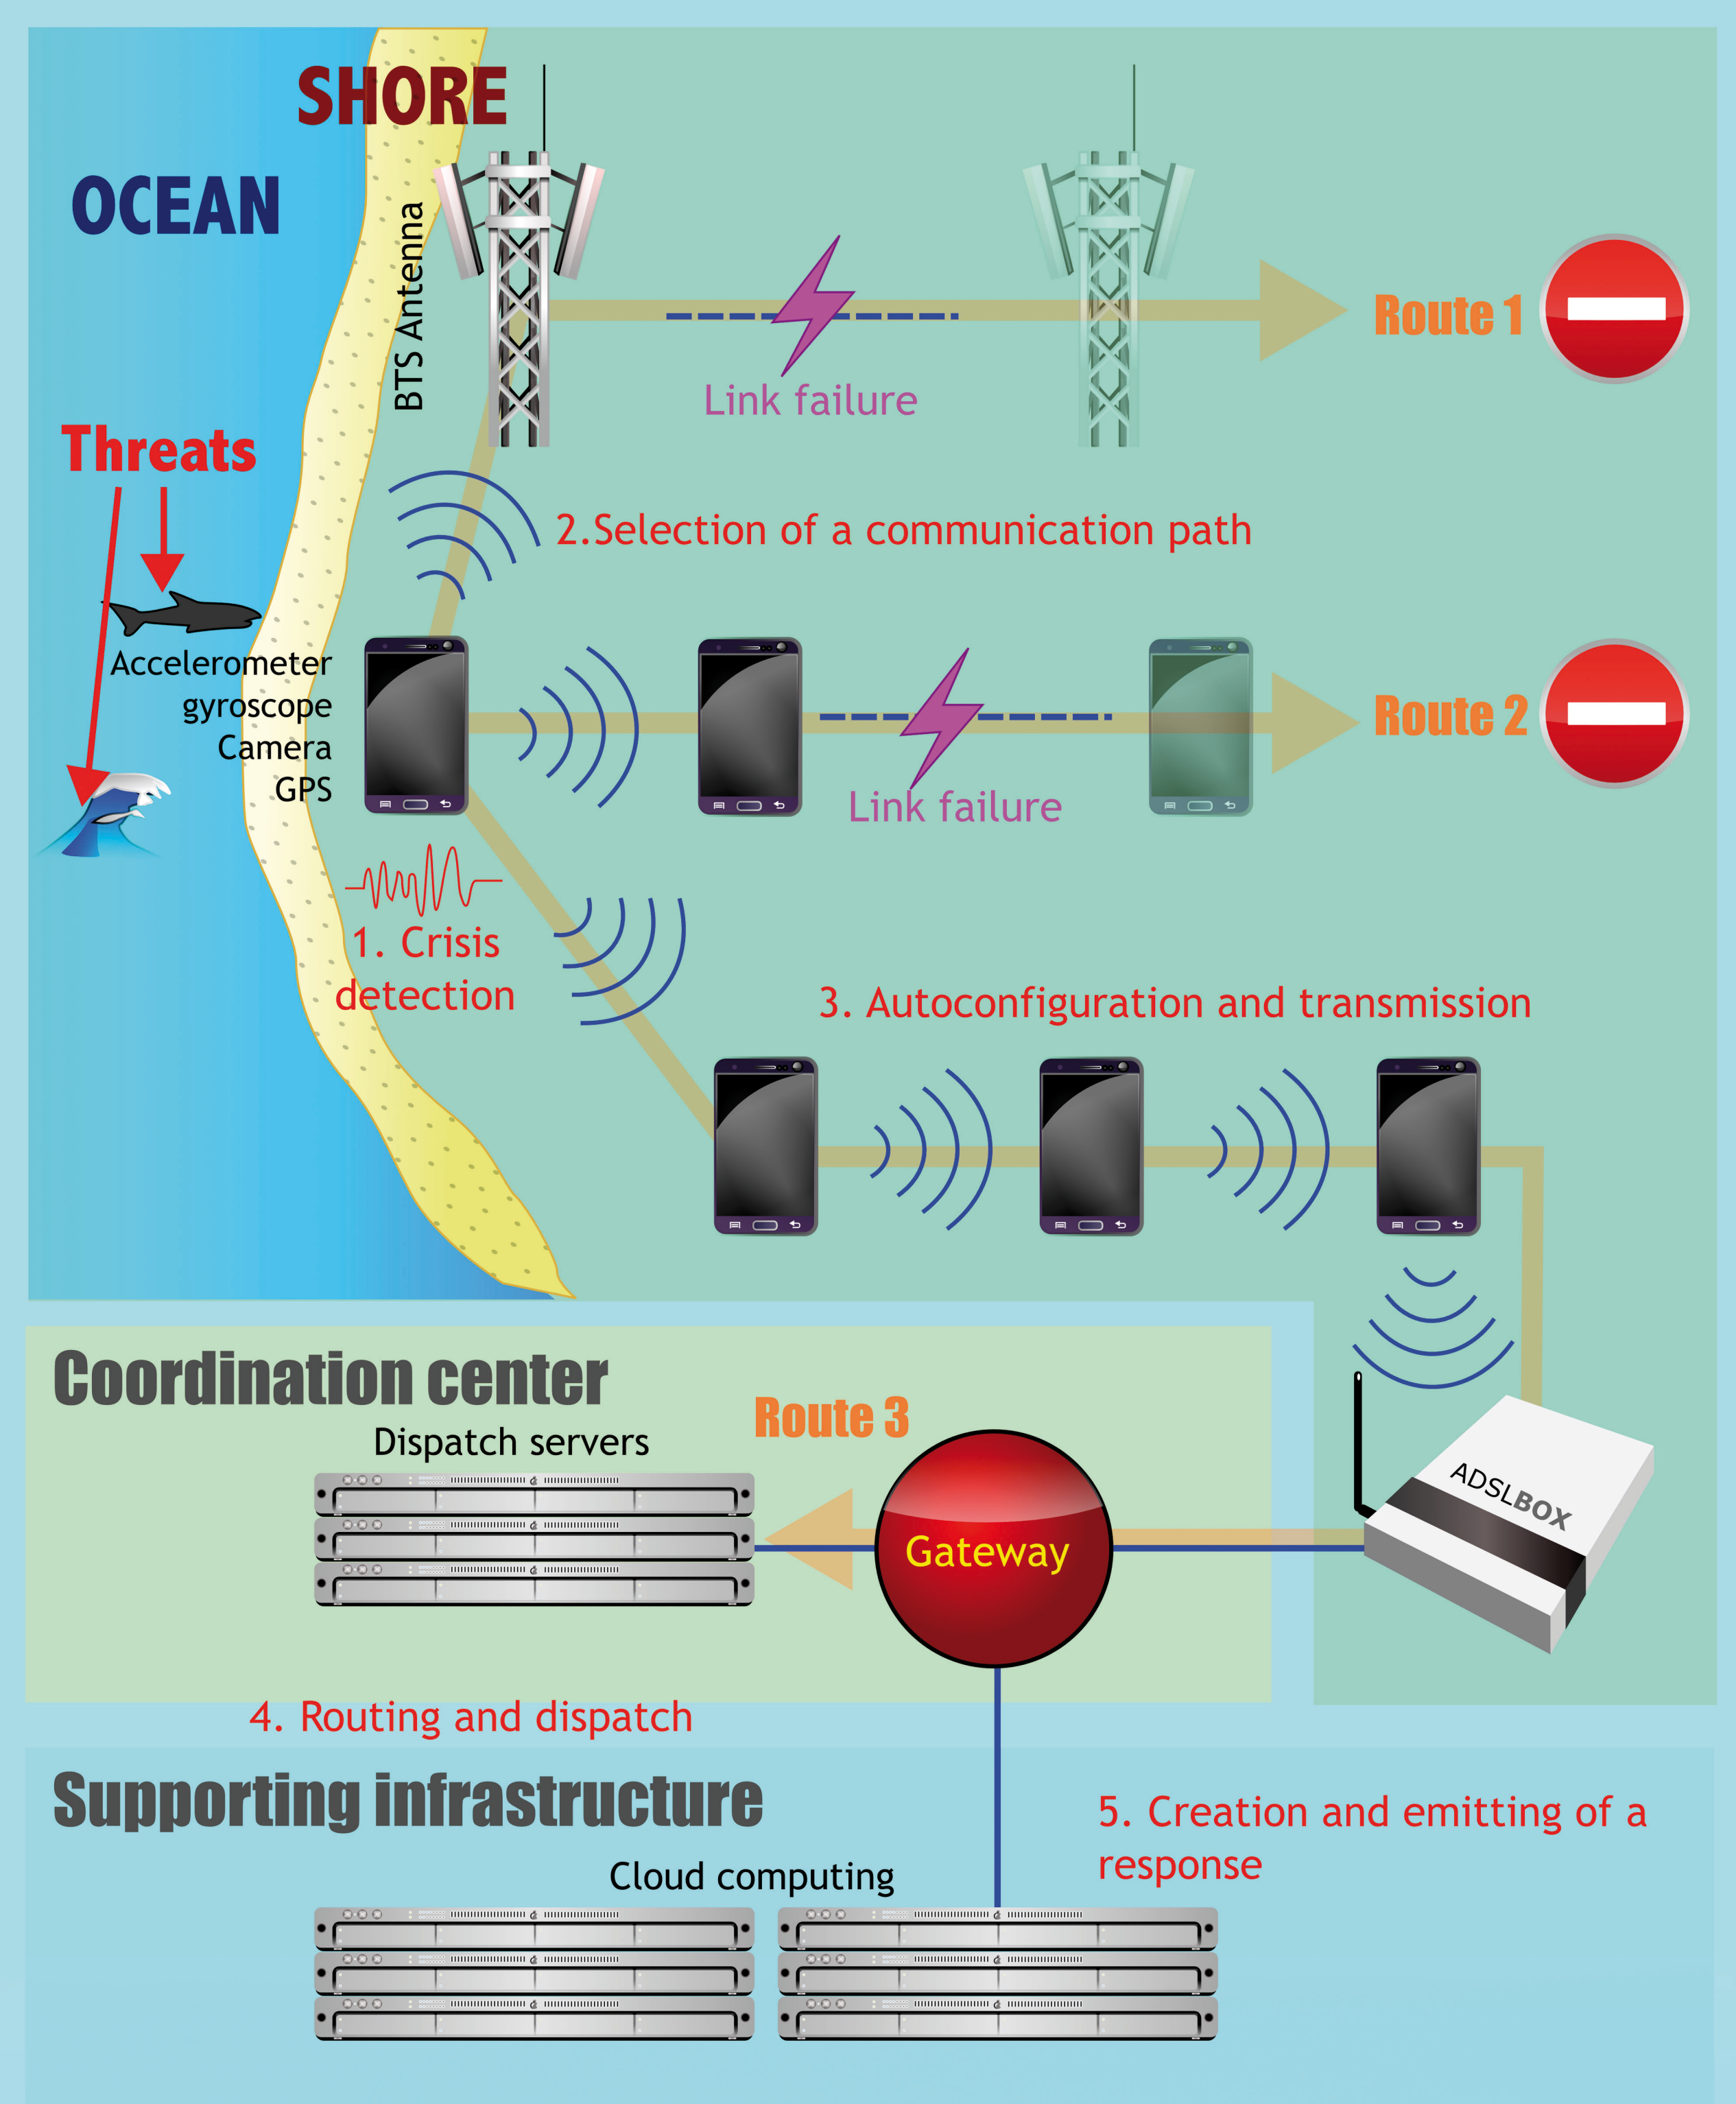 SHORE
OCEAN
BTS Antenna
Route 1
Link failure
Threats
2.Selection of a communication path
Accelerometer
gyroscope
Camera
GPS
Route 2
Link failure
1. Crisis
detection
3. Autoconfiguration and transmission
Coordination center
Route 3
Dispatch servers
ADSLBOX
Gateway
4. Routing and dispatch
Supporting infrastructure
5. Creation and emitting of a
response
Cloud computing